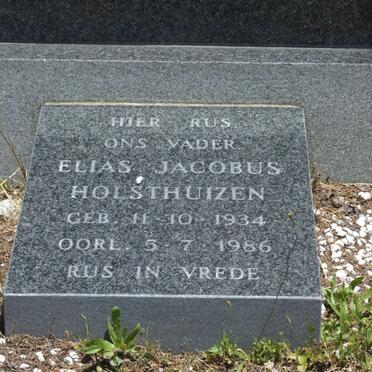 HIER RUS
ONS VADER
ELIAS JACOBUS
HOLSTHUIZEN
GEB. 11-10-1934
OORL. 5-7-1986
RUS IN VREDE